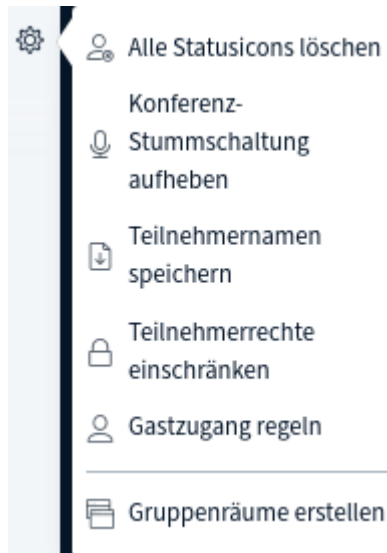 Alle Statusicons löschen
Konferenz-
Stummschaltung
aufheben
Teilnehmernamen
speichern
Teilnehmerrechte
einschränken
Gastzugang regeln
Gruppenräume erstellen